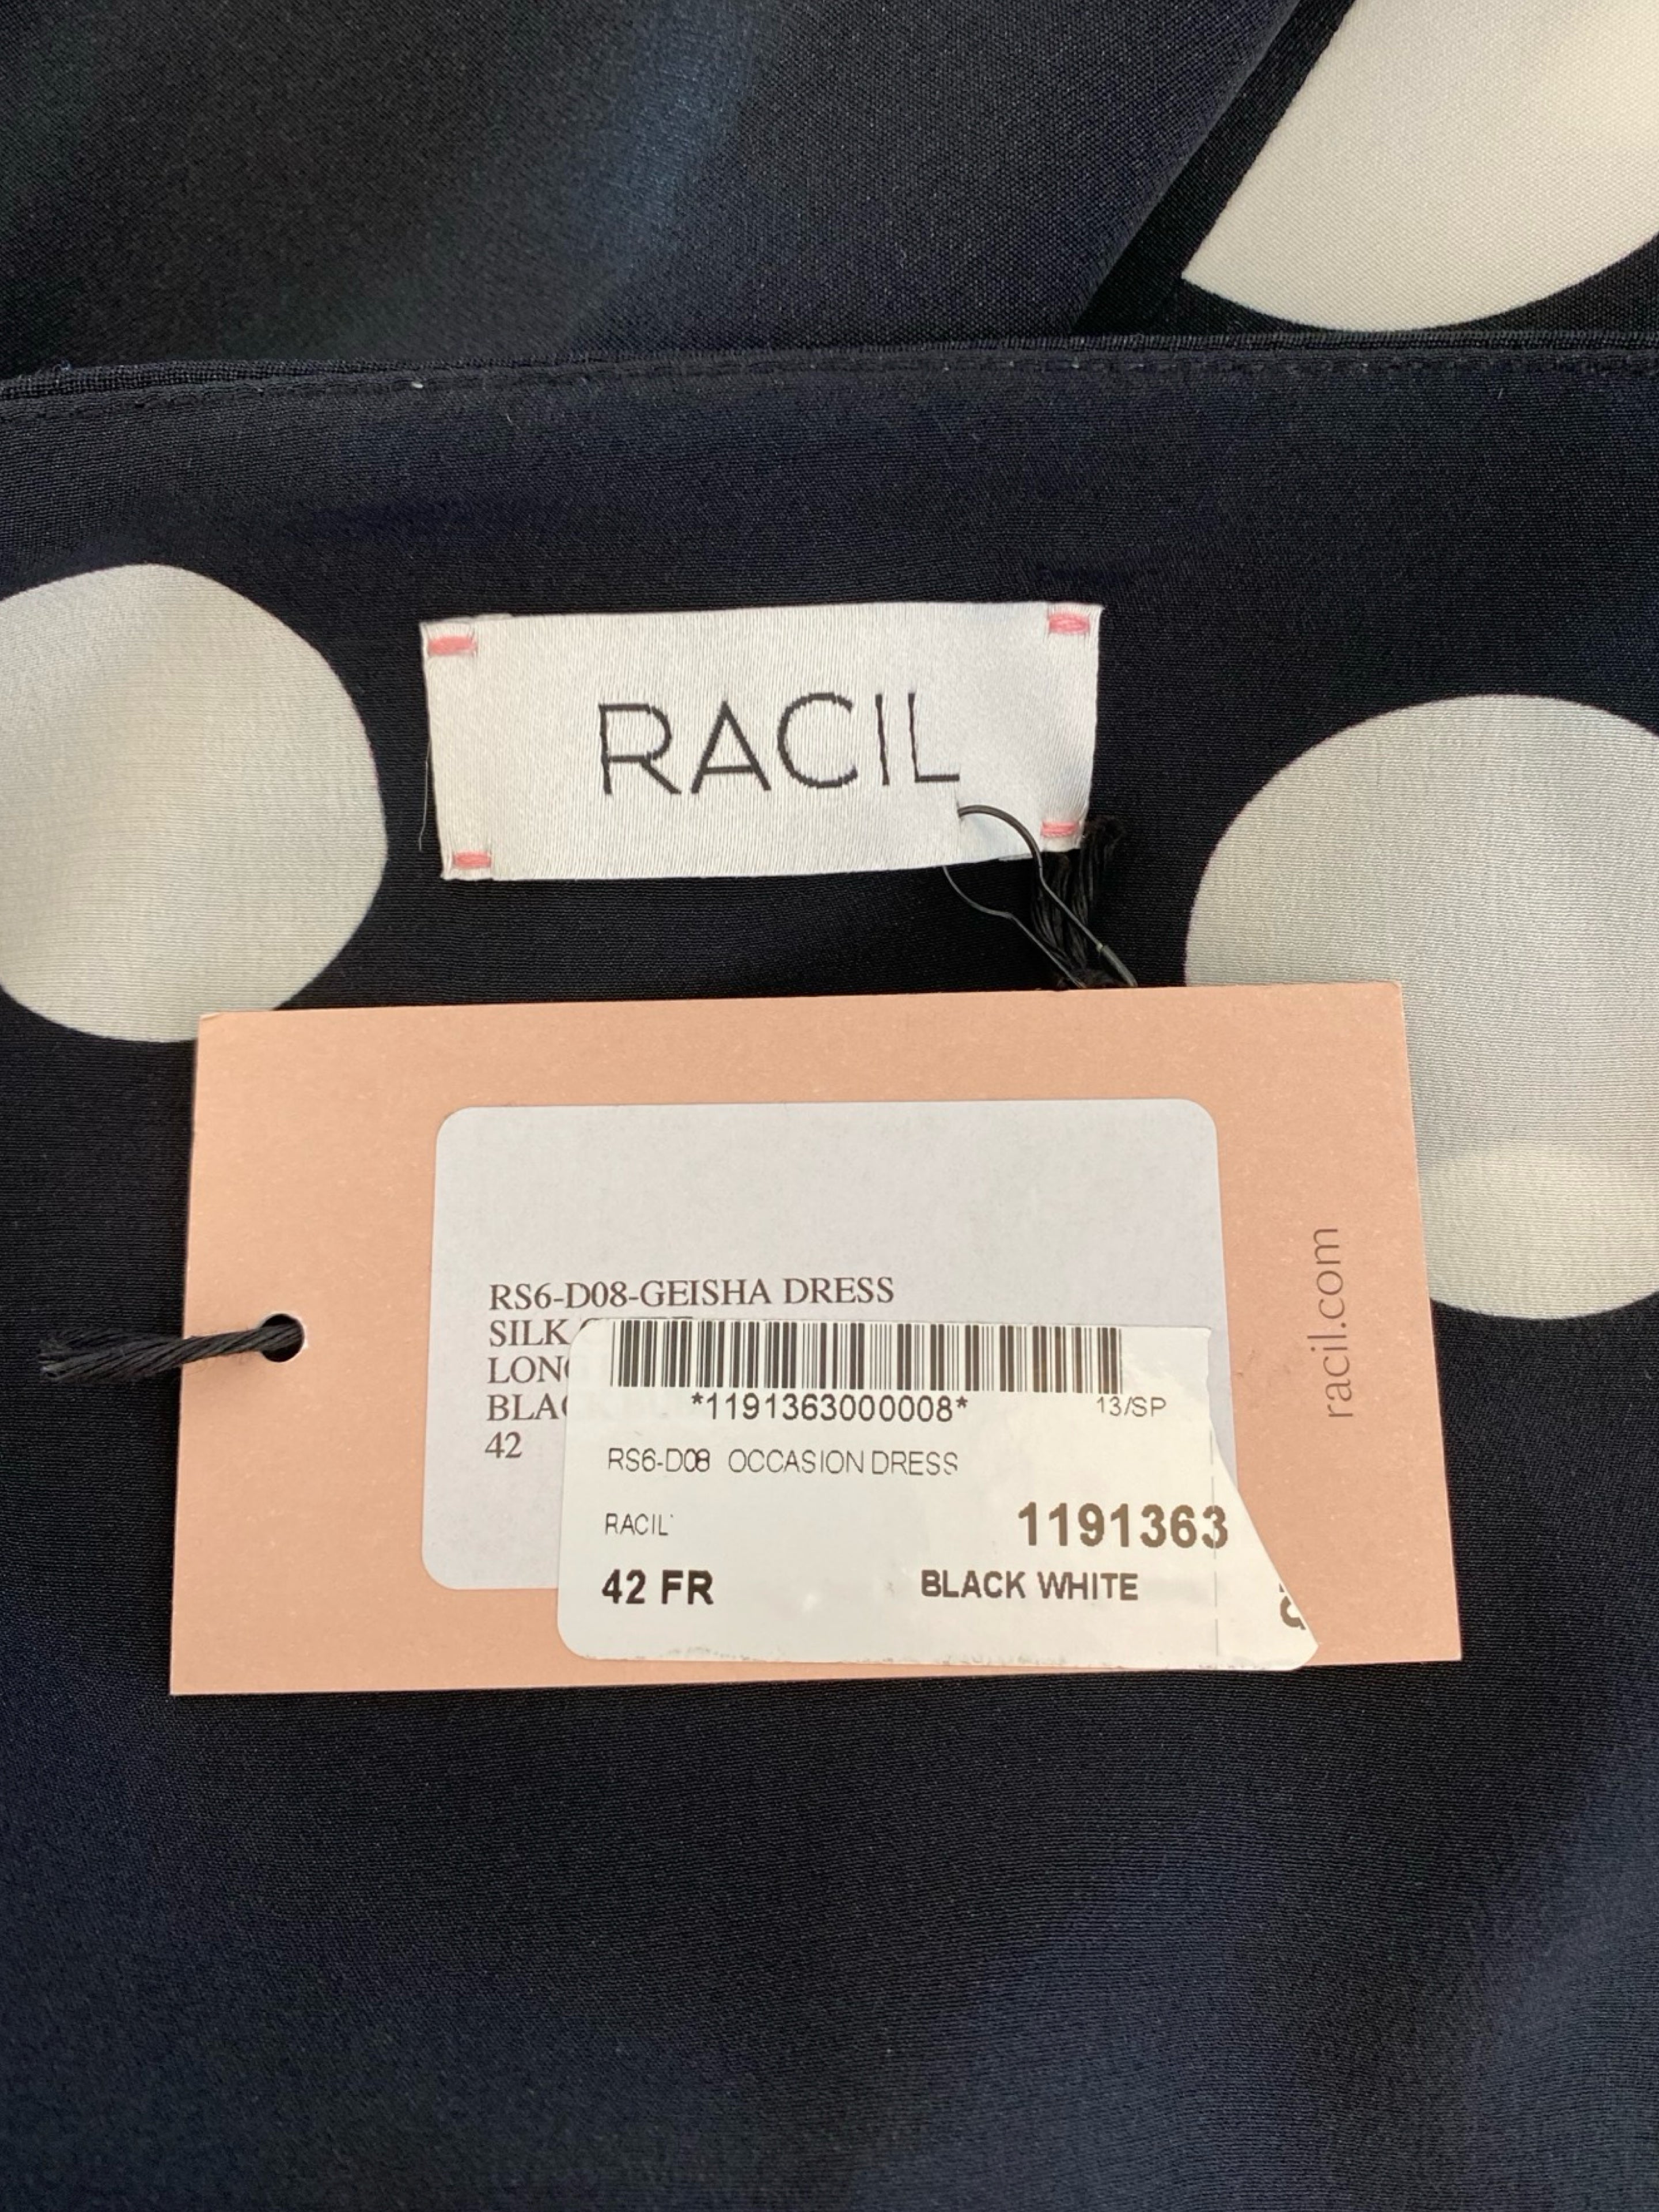 RACIL
RS6-D08-GEISHA DRESS
SILK
42
*1191363000008*
13/SP
RS6-D08 OCCASION DRESS
RACIL
1191363
42 FR
BLACK WHITE
racil.com